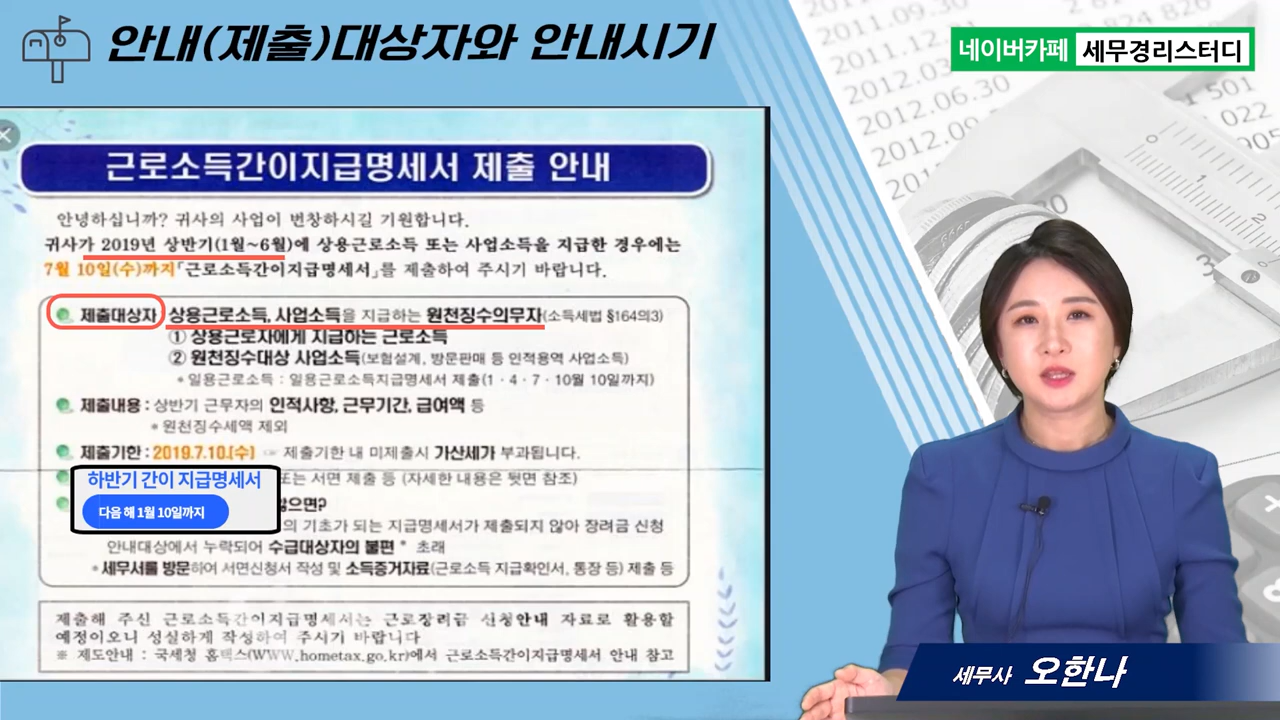 안내(제출)대상자와 안내시기
네이버카페 세무경리스터디
2011.09.30
2012.06.30
근로소득간이지급명세서 제출 안내
안녕하십니까? 귀사의 사업이 번창하시길 기원합니다.
귀사가 2019년 상반기(1월~6월)에 상용근로소득 또는 사업소득을 지급한 경우에는
7월 10일(수)까지「근로소득간이지급명세서」를 제출하여 주시기 바랍니다.
제출대상자 상용근로소득, 사업소득을 지급하는 원천징수의무자(소득세법 §164의3)
① 상용근로자에게 지급하는 근로소득
② 원천징수대상 사업소득(보험설계, 방문판매 등 인적용역 사업소득)
* 일용근로소득 : 일용근로소득지급명세서 제출(1 · 4 · 7 · 10월 10일까지)
제출내용 : 상반기 근무자의 인적사항, 근무기간, 급여액 등
* 원천징수세액 제외
제출기한 : 2019.7.10.(수) ☞ 제출기한 내 미제출시 가산세가 부과됩니다.
하반기 간이 지급명세서
다음 해 1월 10일까지
또는 서면 제출 등 (자세한 내용은 뒷면 참조)
않으면?
의 기초가 되는 지급명세서가 제출되지 않아 장려금 신청
안내대상에서 누락되어 수급대상자의 불편 * 초래
* 세무서를 방문하여 서면신청서 작성 및 소득증거자료(근로소득 지급확인서, 통장 등) 제출 등
제출해 주신 근로소득간이지급명세서는 근로장려금 신청안내 자료로 활용할
예정이오니 성실하게 작성하여 주시기 바랍니다
※ 제도안내 : 국세청 홈택스(WWW.hometax.go.kr)에서 근로소득간이지급명세서 안내 참고
세무사 오한나